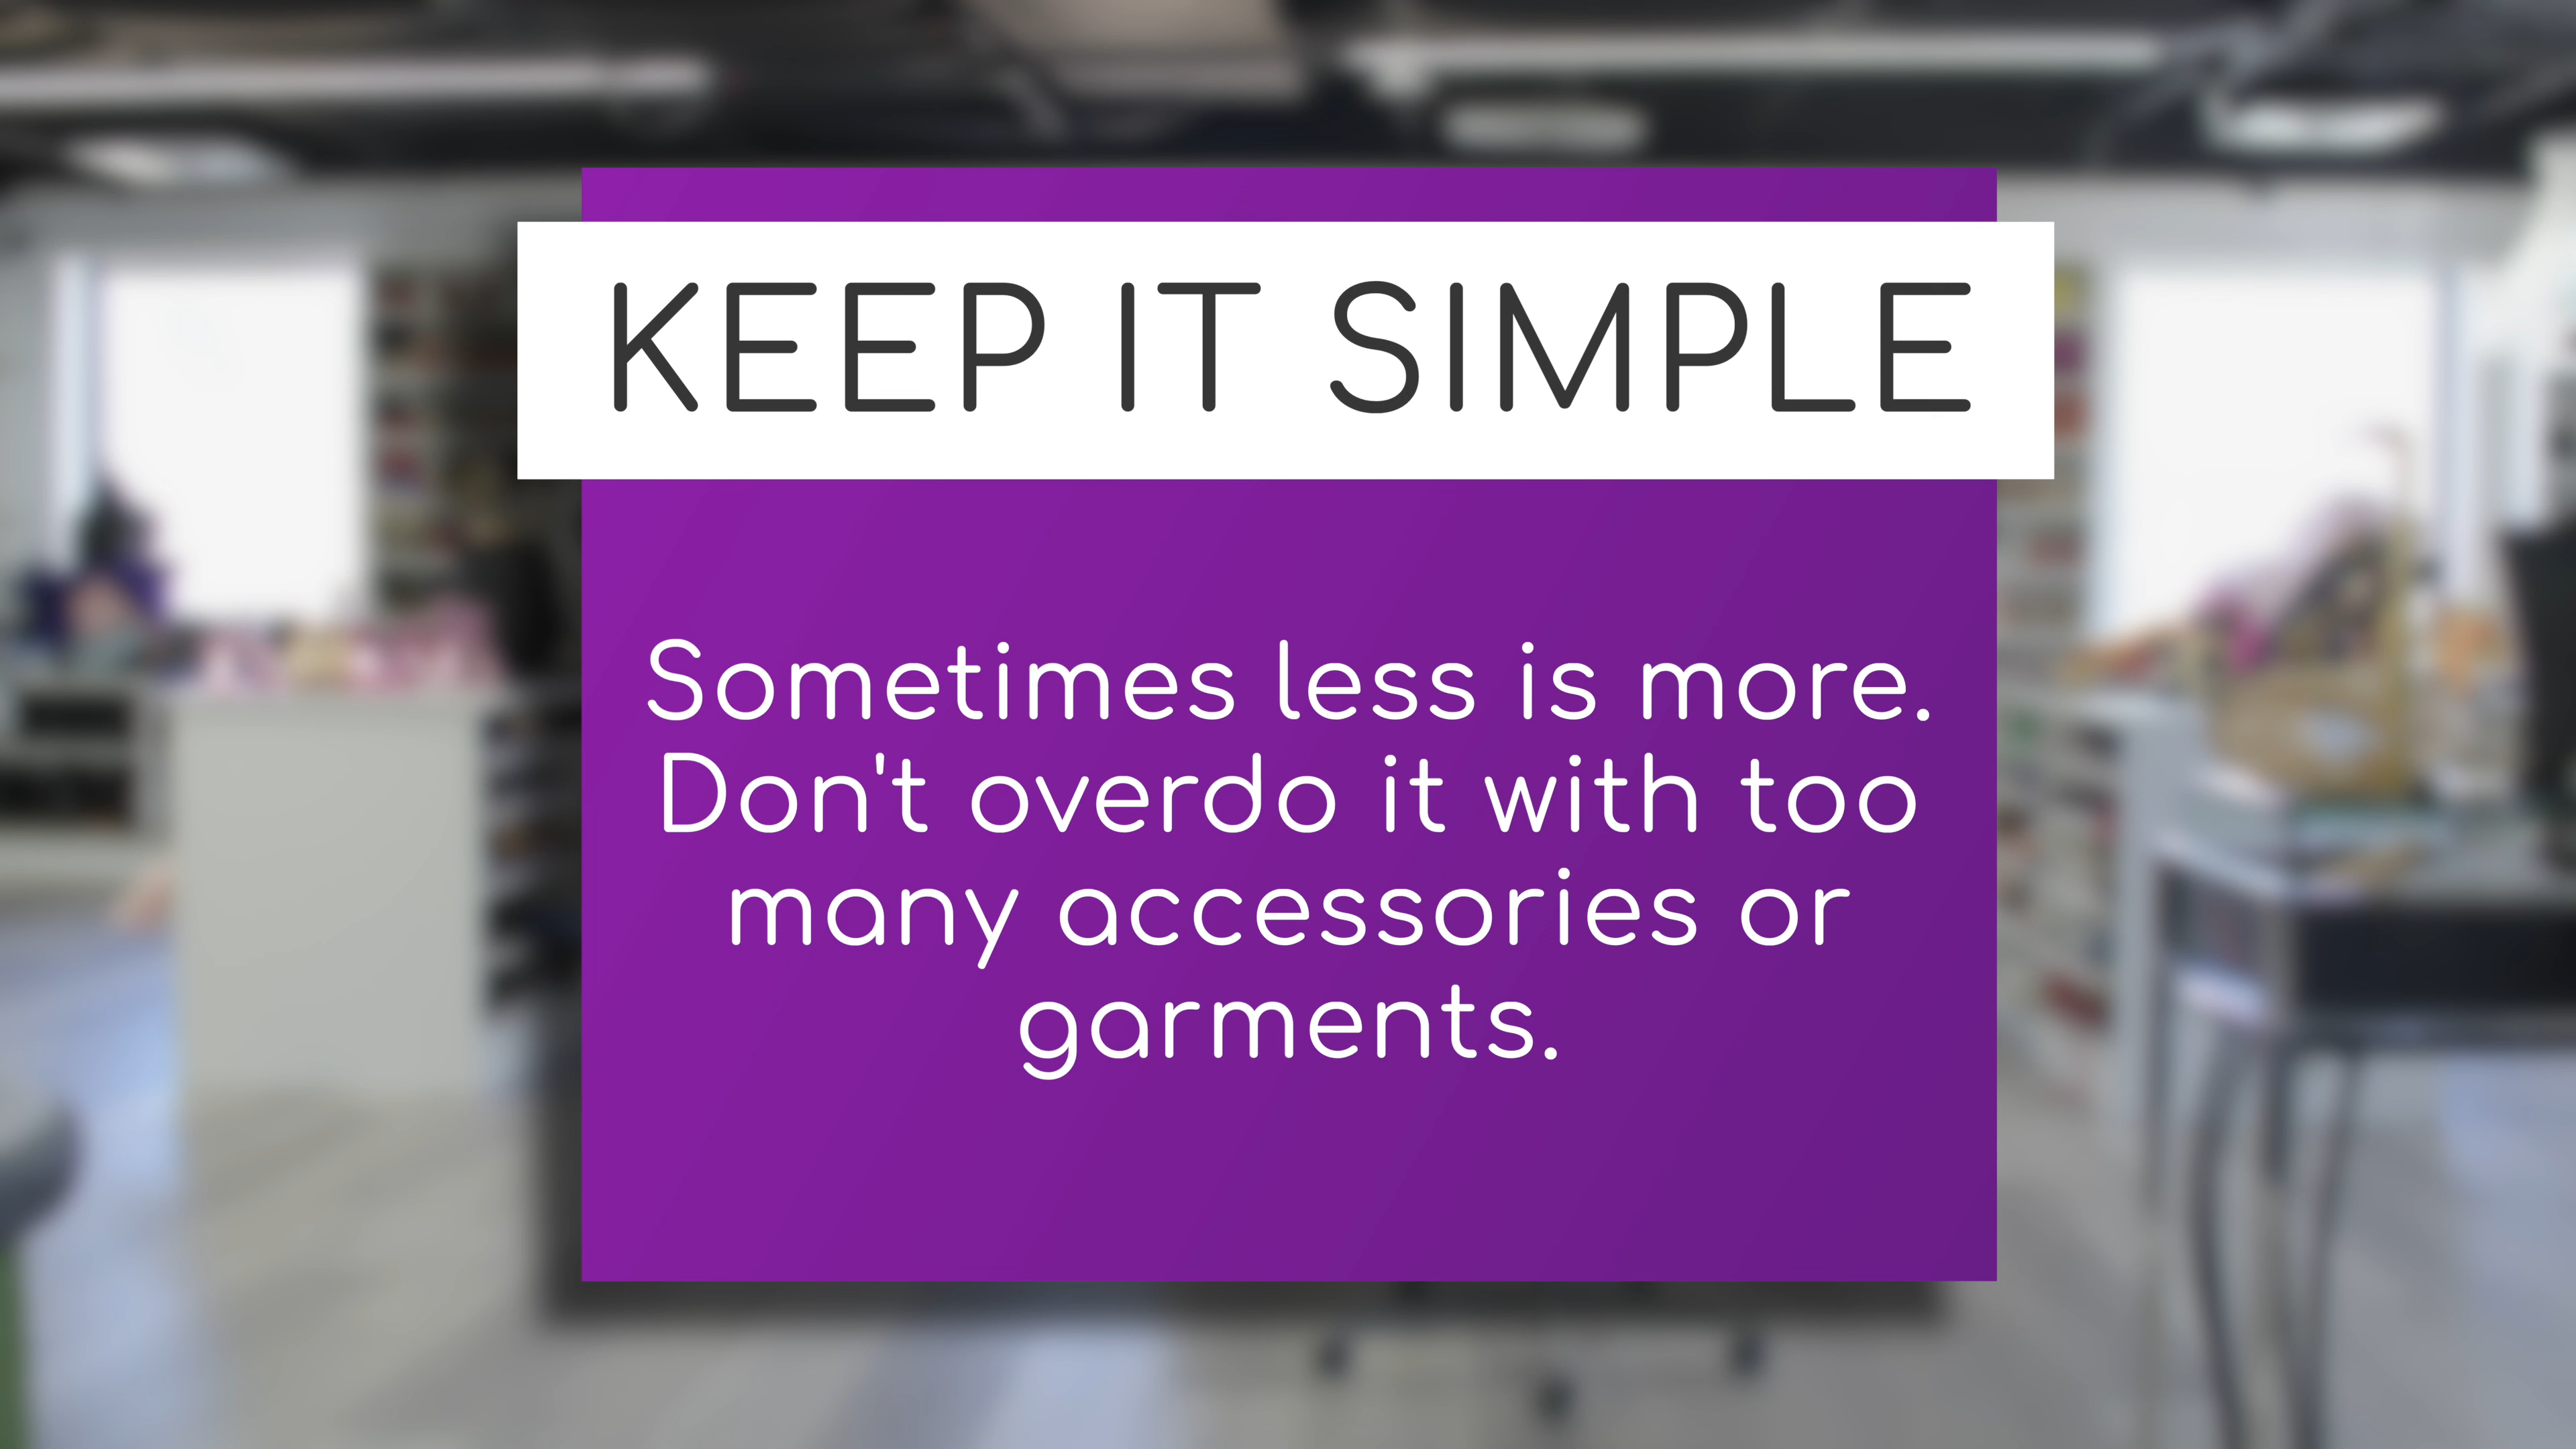 KEEP IT SIMPLE
Sometimes less is more.
Don't overdo it with too
many accessories or
garments.